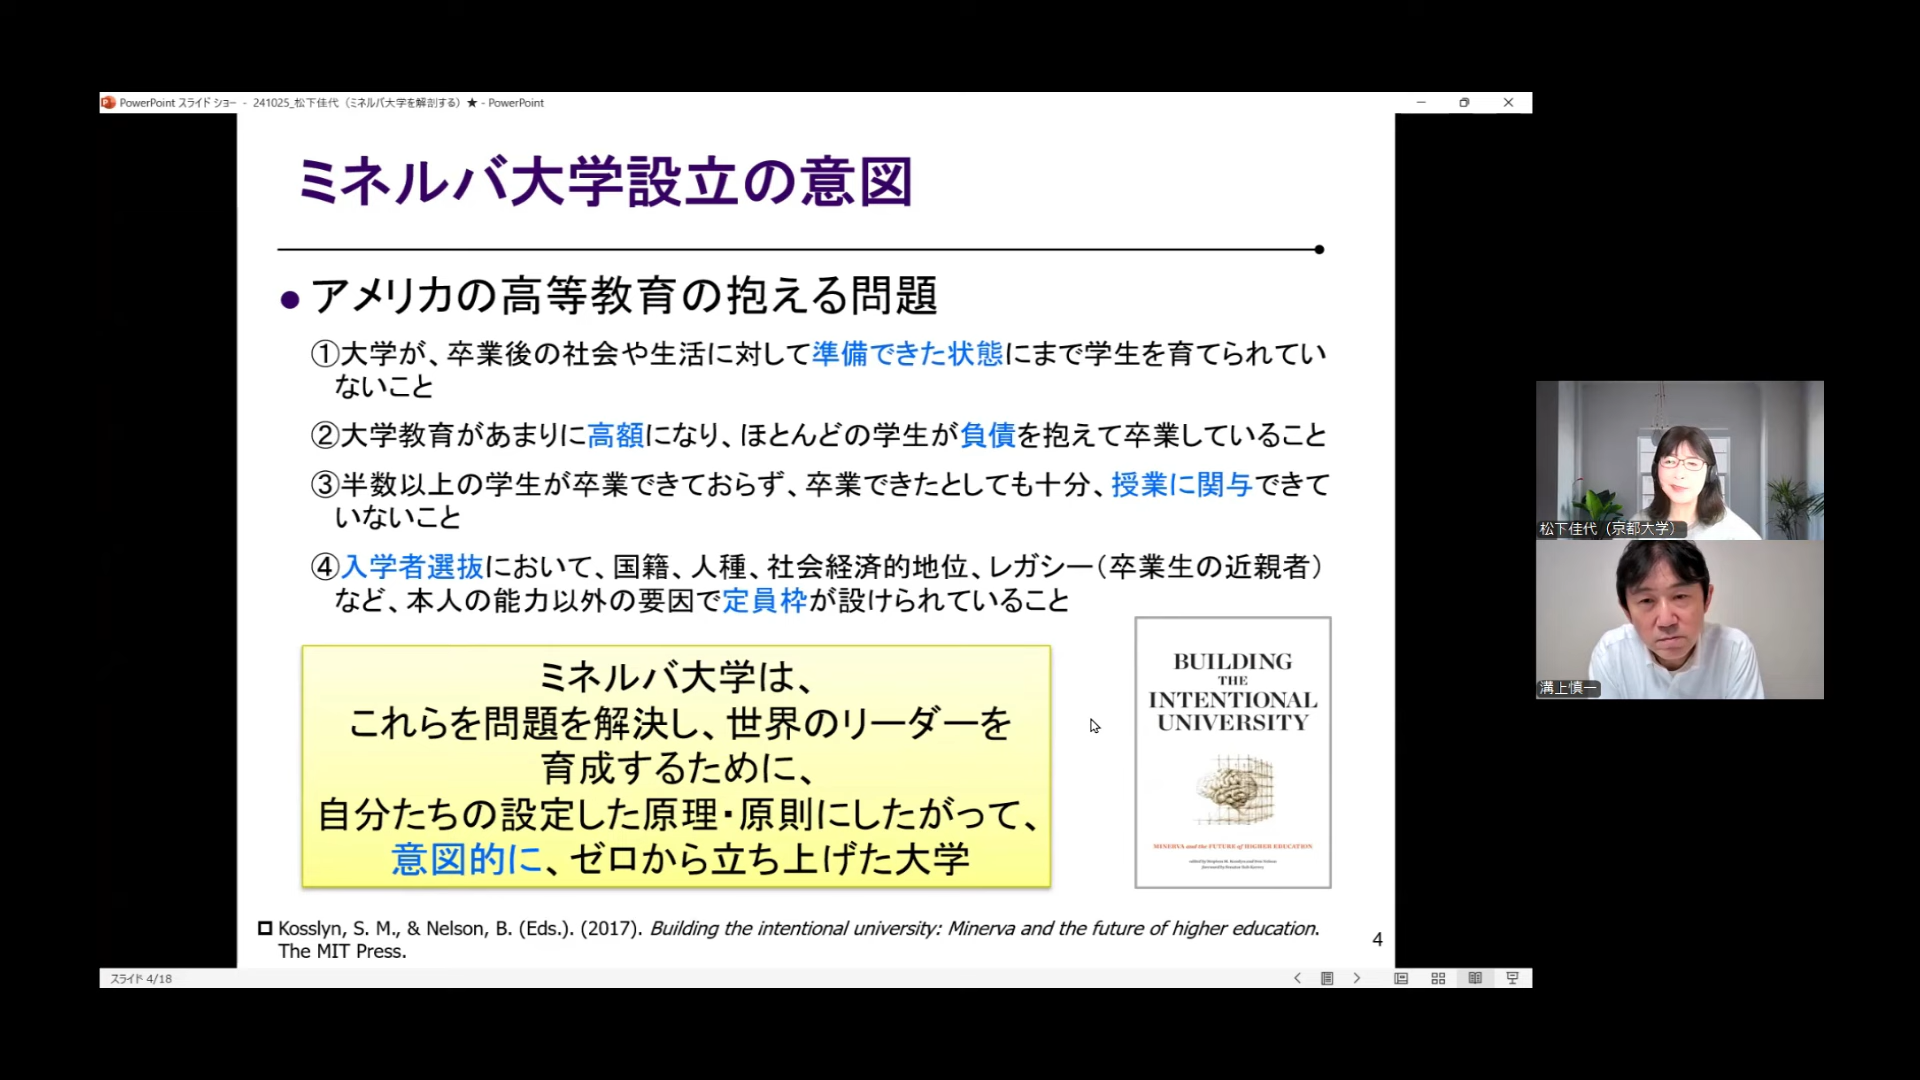 PowerPoint スライド ショー - 241025_松下佳代（ミネルバ大学を解剖する）★ - PowerPoint
ミネルバ大学設立の意図
●アメリカの高等教育の抱える問題
①大学が、卒業後の社会や生活に対して準備できた状態にまで学生を育てられてい
ないこと
②大学教育があまりに高額になり、ほとんどの学生が負債を抱えて卒業していること
③半数以上の学生が卒業できておらず、卒業できたとしても十分、授業に関与できて
いないこと
④入学者選抜において、国籍、人種、社会経済的地位、レガシー（卒業生の近親者）
など、本人の能力以外の要因で定員枠が設けられていること
ミネルバ大学は、
これらを問題を解決し、世界のリーダーを
育成するために、
自分たちの設定した原理・原則にしたがって、
意図的に、ゼロから立ち上げた大学
BUILDING
THE
INTENTIONAL
UNIVERSITY
MINERVA and the FUTURE of HIGHER EDUCATION
edited by Stephen M. Kosslyn and Ben Nelson
Kosslyn, S. M., & Nelson, B. (Eds.). (2017). Building the intentional university: Minerva and the future of higher education.
The MIT Press.
4
スライド 4/18
松下佳代（京都大学）
溝上慎一